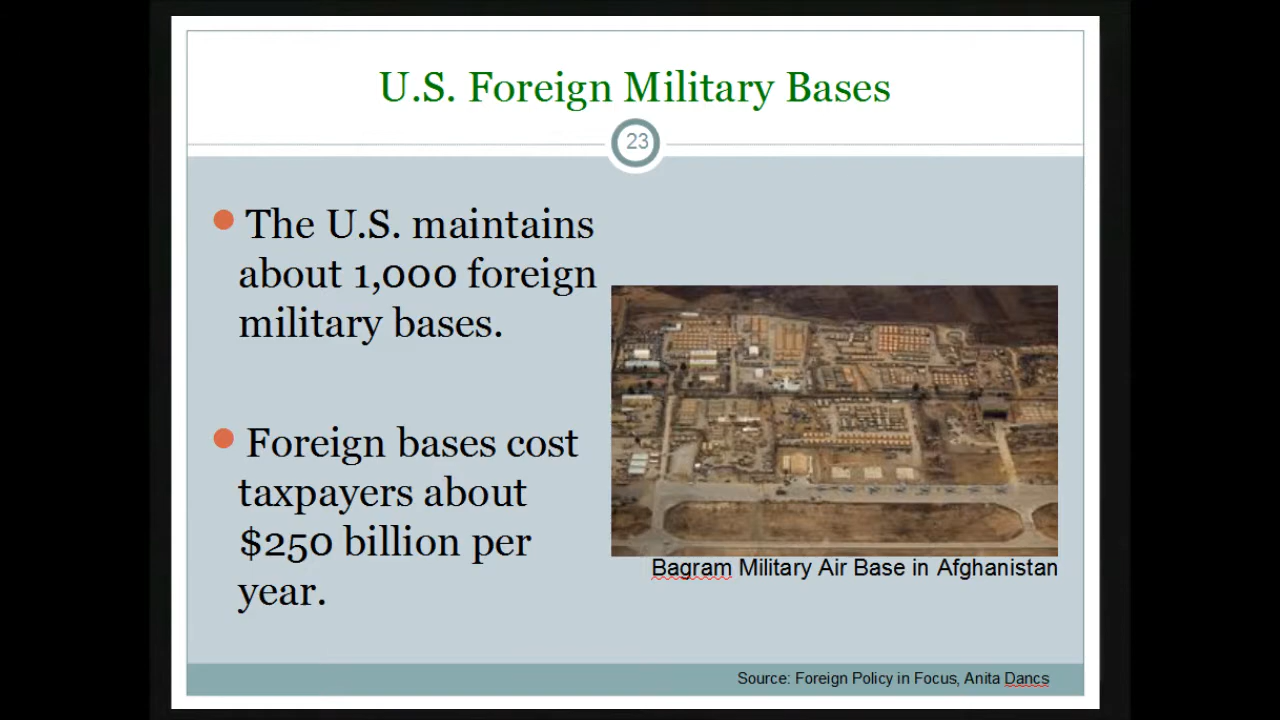 U.S. Foreign Military Bases
23
The U.S. maintains
about 1,000 foreign
military bases.
Foreign bases cost
taxpayers about
$250 billion per
year.
Bagram Military Air Base in Afghanistan
Source: Foreign Policy in Focus, Anita Dancs